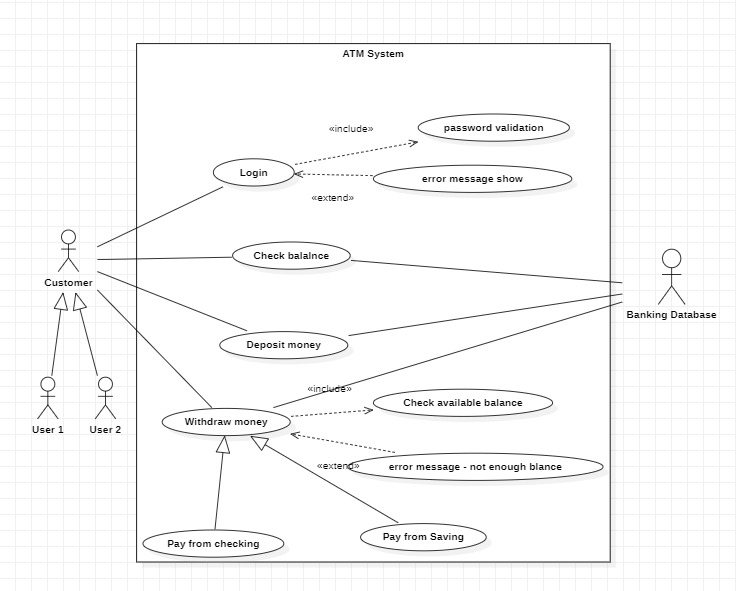 ATM System
«include»
password validation
Login
error message show
«extend»
Check balalnce
Customer
Banking Database
Deposit money
«include»
Check available balance
Withdraw money
User 1
User 2
«extend»
error message - not enough blance
Pay from checking
Pay from Saving